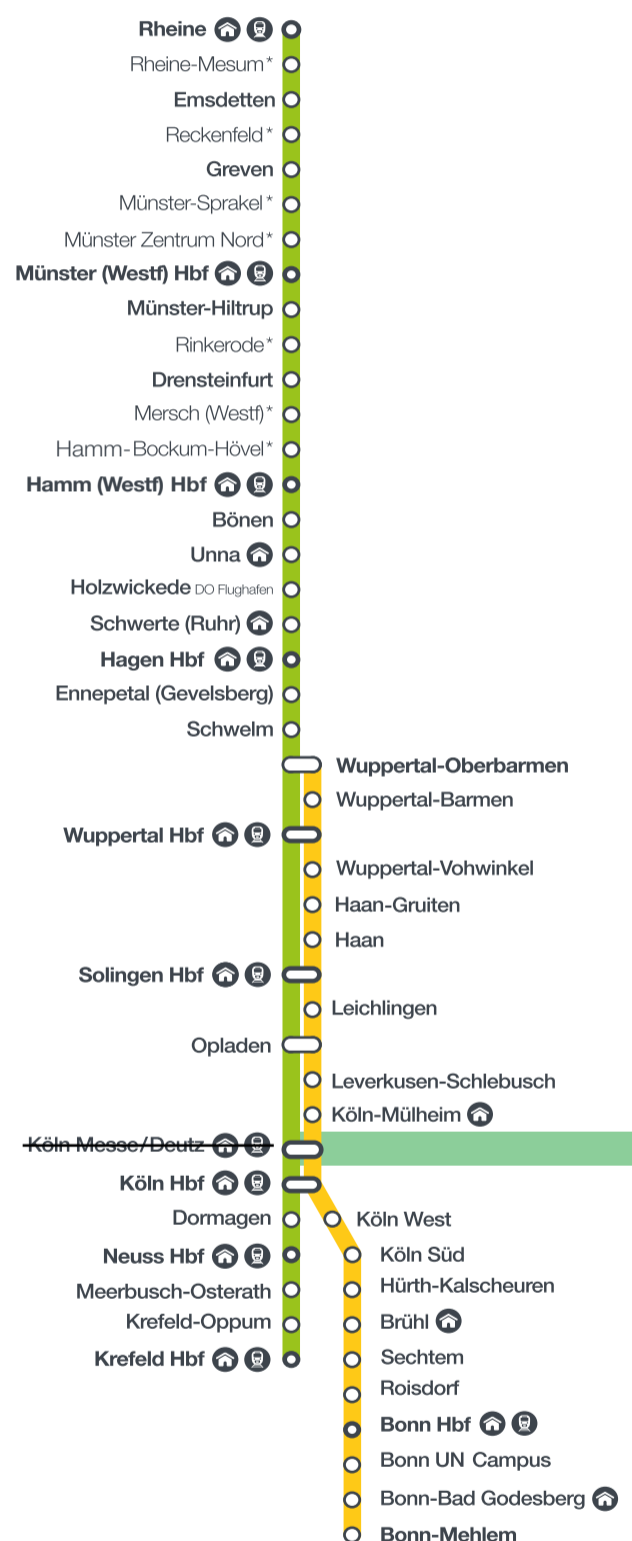 Rheine
Rheine-Mesum*
Emsdetten
Reckenfeld*
Greven
Münster-Sprakel*
Münster Zentrum Nord*
Münster (Westf) Hbf
Münster-Hiltrup
Rinkerode*
Drensteinfurt
Mersch (Westf)*
Hamm-Bockum-Hövel*
Hamm (Westf) Hbf
Bönen
Unna
Holzwickede DO Flughafen
Schwerte (Ruhr)
Hagen Hbf
Ennepetal (Gevelsberg)
Schwelm
Wuppertal-Oberbarmen
Wuppertal-Barmen
Wuppertal Hbf
Wuppertal-Vohwinkel
Haan-Gruiten
Haan
Solingen Hbf
Leichlingen
Opladen
Leverkusen-Schlebusch
Köln-Mülheim
Köln Messe/Deutz
Köln Hbf
Dormagen
Köln West
Neuss Hbf
Köln Süd
Meerbusch-Osterath
Hürth-Kalscheuren
Krefeld-Oppum
Brühl
Krefeld Hbf
Sechtem
Roisdorf
Bonn Hbf
Bonn UN Campus
Bonn-Bad Godesberg
Bonn-Mehlem